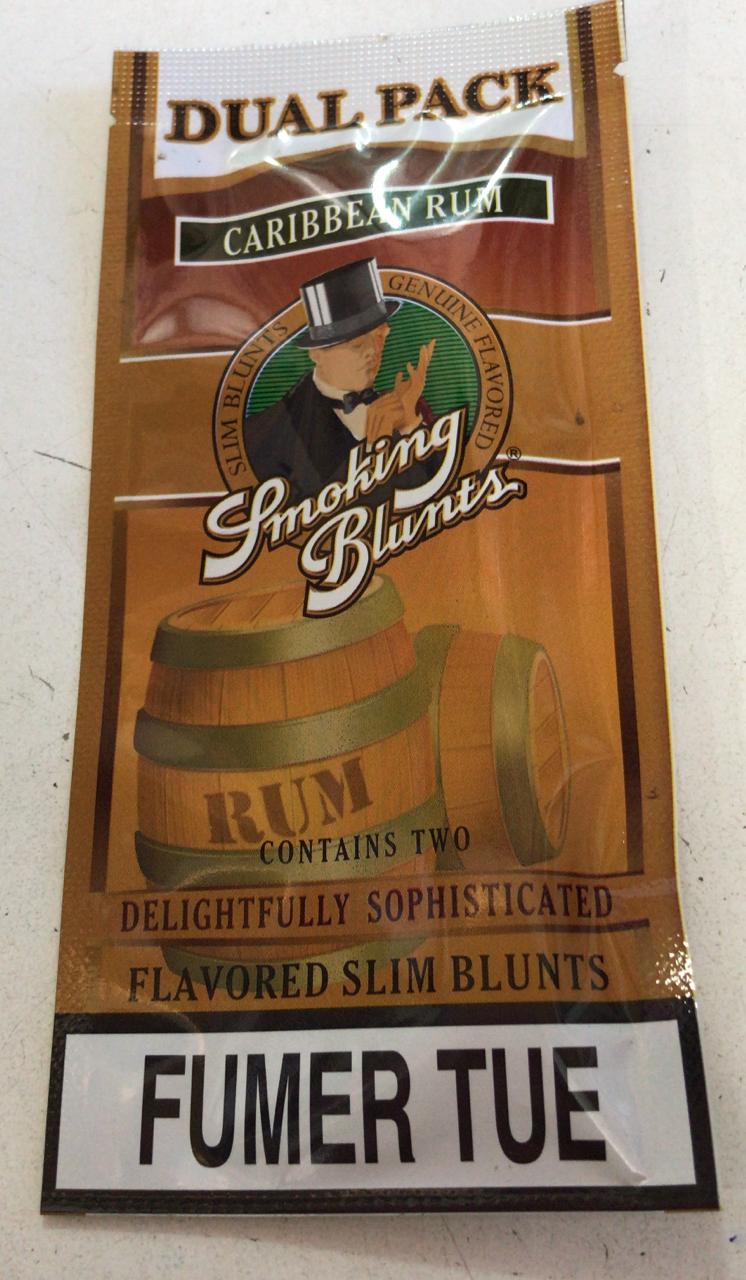 DUAL PACK
CARIBBEAN RUM
SLIM BLUNTS GENUINE FLAVORED
Smoking
Blunts®
RUM
CONTAINS TWO
DELIGHTFULLY SOPHISTICATED
FLAVORED SLIM BLUNTS
FUMER TUE